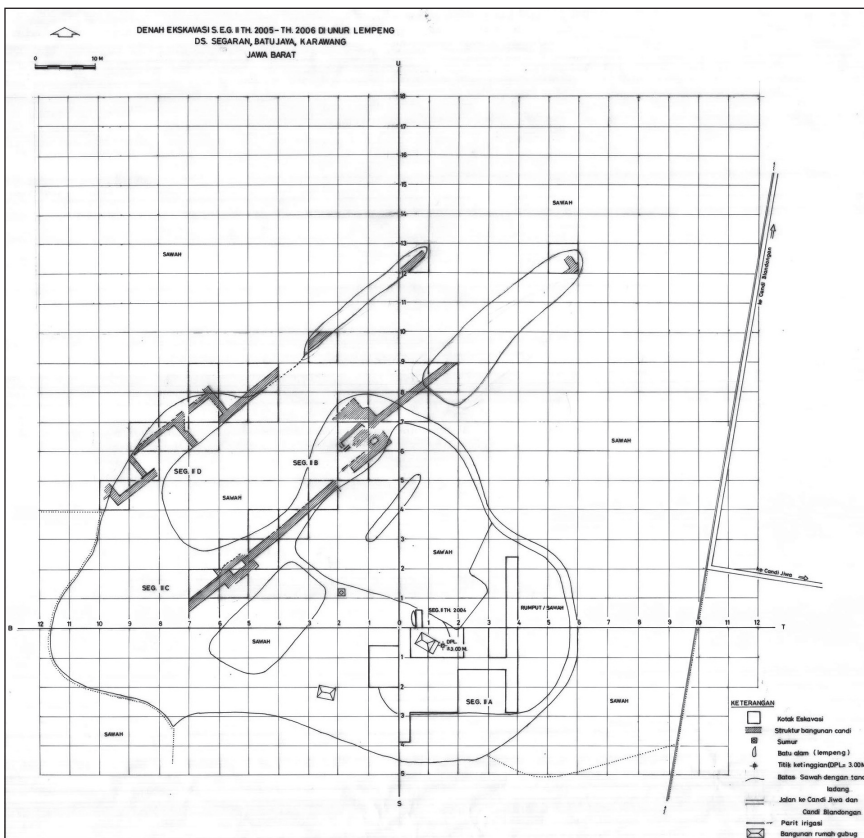 DENAH EKSKAVASI S.E.G. II TH. 2005 - TH. 2006 DI UNUR LEMPENG
DS. SEGARAN, BATUJAYA, KARAWANG
JAWA BARAT
0 10 M
U
18
17
16
15
14
13
12
11
10
9
8
7
6
5
4
3
2
1
SAWAH
SAWAH
ke Candi Blandongan
ke Candi Blandongan
SAWAH
SEG. II D
SEG. II B
SAWAH
SAWAH
SEG. II C
ke Candi Jiwa
SEG. II TH. 2004
RUMPUT / SAWAH
B 12 11 10 9 8 7 6 5 4 3 2 1 0 1 2 3 4 5 6 7 8 9 10 11 12 T
SAWAH
DPL.
±3.00 M.
1
2
3
4
5
SEG. II A
SAWAH
SAWAH
S
KETERANGAN
Kotak Eskavasi
Struktur bangunan candi
Sumur
Batu alam (lempeng)
Titik ketinggian (DPL= 3.00M
Batas Sawah dengan
ladang
Jalan ke Candi Jiwa dan
Candi Blandongan
Parit irigasi
Bangunan rumah gubug